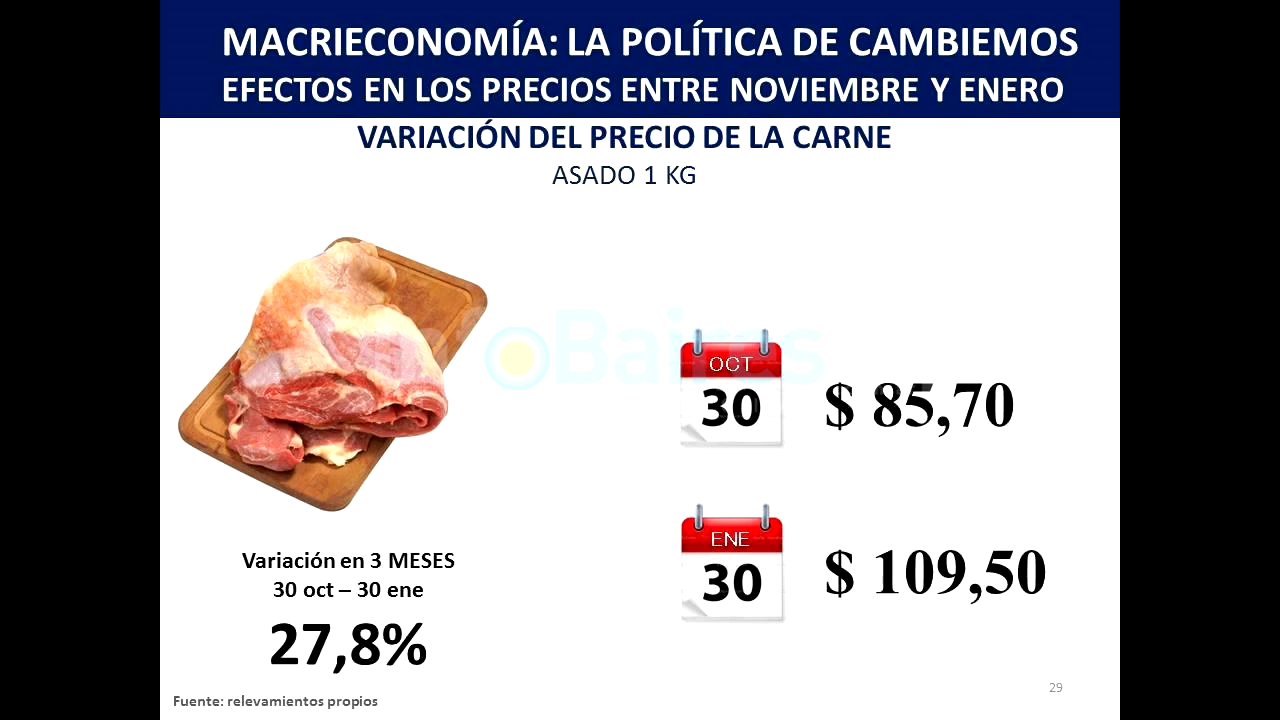 MACRIECONOMÍA: LA POLÍTICA DE CAMBIEMOS
EFECTOS EN LOS PRECIOS ENTRE NOVIEMBRE Y ENERO
VARIACIÓN DEL PRECIO DE LA CARNE
ASADO 1 KG
OCT
30
$ 85,70
ENE
30
$ 109,50
Variación en 3 MESES
30 oct – 30 ene
27,8%
Fuente: relevamientos propios
29